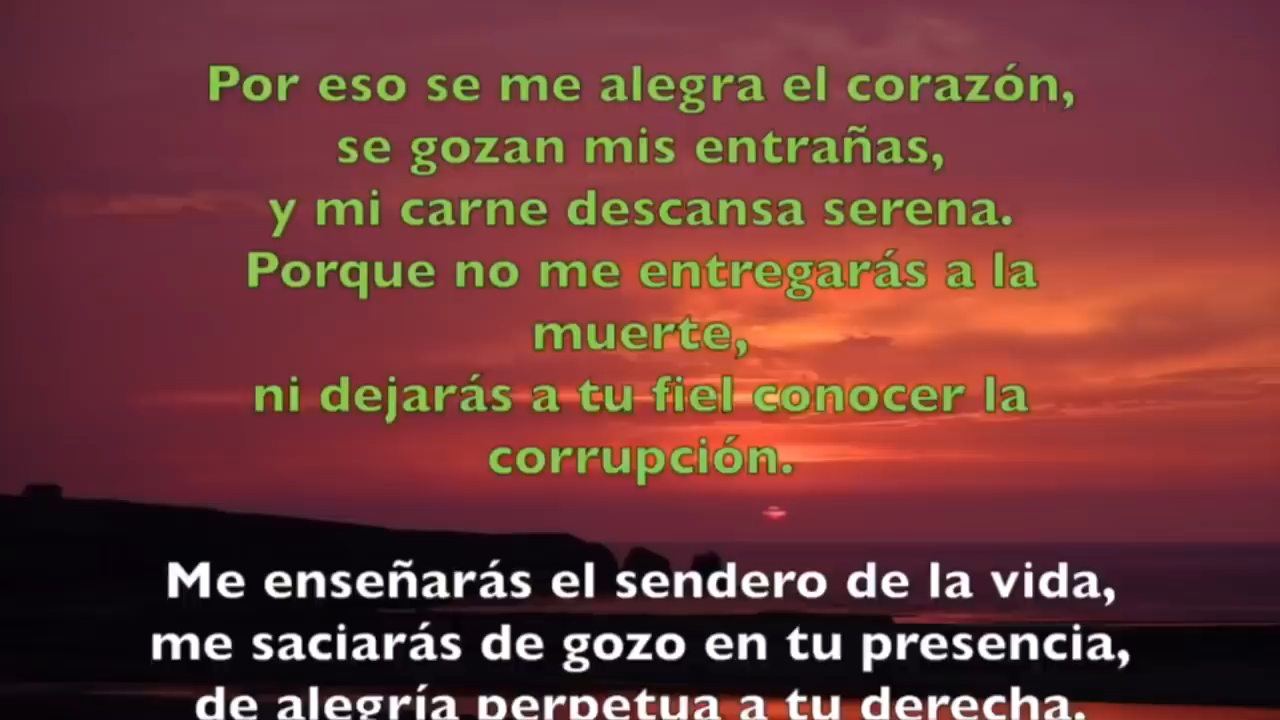 Por eso se me alegra el corazón,
se gozan mis entrañas,
y mi carne descansa serena.
Porque no me entregarás a la
muerte,
ni dejarás a tu fiel conocer la
corrupción.
Me enseñarás el sendero de la vida,
me saciarás de gozo en tu presencia,
de alegría perpetua a tu derecha.